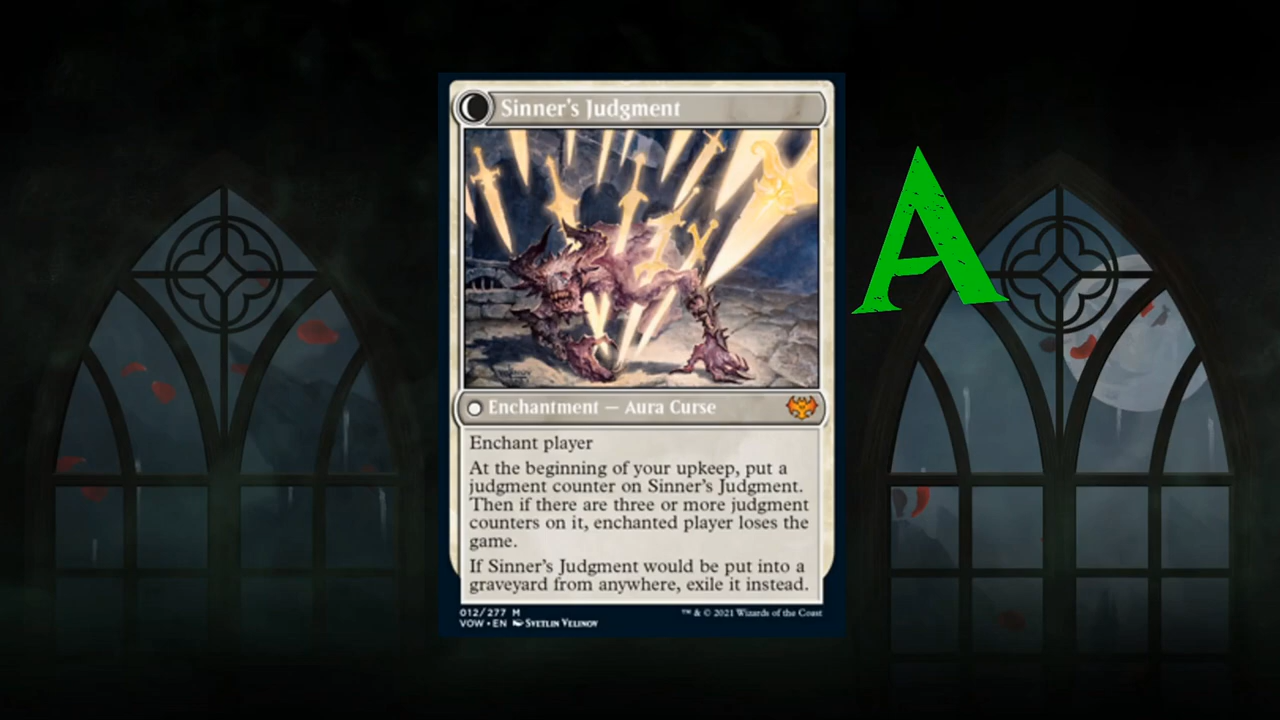 Sinner's Judgment
A
Enchantment — Aura Curse
Enchant player
At the beginning of your upkeep, put a
judgment counter on Sinner's Judgment.
Then if there are three or more judgment
counters on it, enchanted player loses the
game.
If Sinner's Judgment would be put into a
graveyard from anywhere, exile it instead.
012/277 M
™ & © 2021 Wizards of the Coast
VOW • EN Svetlin Velinov